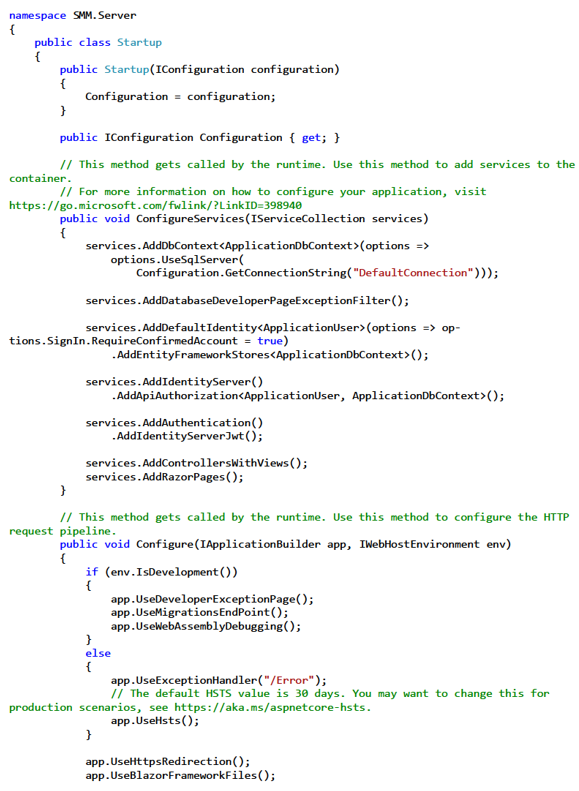 namespace SMM.Server
{
    public class Startup
    {
        public Startup(IConfiguration configuration)
        {
            Configuration = configuration;
        }

        public IConfiguration Configuration { get; }

        // This method gets called by the runtime. Use this method to add services to the
container.
        // For more information on how to configure your application, visit
https://go.microsoft.com/fwlink/?LinkID=398940
        public void ConfigureServices(IServiceCollection services)
        {
            services.AddDbContext<ApplicationDbContext>(options =>
                options.UseSqlServer(
                    Configuration.GetConnectionString("DefaultConnection")));

            services.AddDatabaseDeveloperPageExceptionFilter();

            services.AddDefaultIdentity<ApplicationUser>(options => op-
tions.SignIn.RequireConfirmedAccount = true)
                .AddEntityFrameworkStores<ApplicationDbContext>();

            services.AddIdentityServer()
                .AddApiAuthorization<ApplicationUser, ApplicationDbContext>();

            services.AddAuthentication()
                .AddIdentityServerJwt();

            services.AddControllersWithViews();
            services.AddRazorPages();
        }

        // This method gets called by the runtime. Use this method to configure the HTTP
request pipeline.
        public void Configure(IApplicationBuilder app, IWebHostEnvironment env)
        {
            if (env.IsDevelopment())
            {
                app.UseDeveloperExceptionPage();
                app.UseMigrationsEndPoint();
                app.UseWebAssemblyDebugging();
            }
            else
            {
                app.UseExceptionHandler("/Error");
                // The default HSTS value is 30 days. You may want to change this for
production scenarios, see https://aka.ms/aspnetcore-hsts.
                app.UseHsts();
            }

            app.UseHttpsRedirection();
            app.UseBlazorFrameworkFiles();